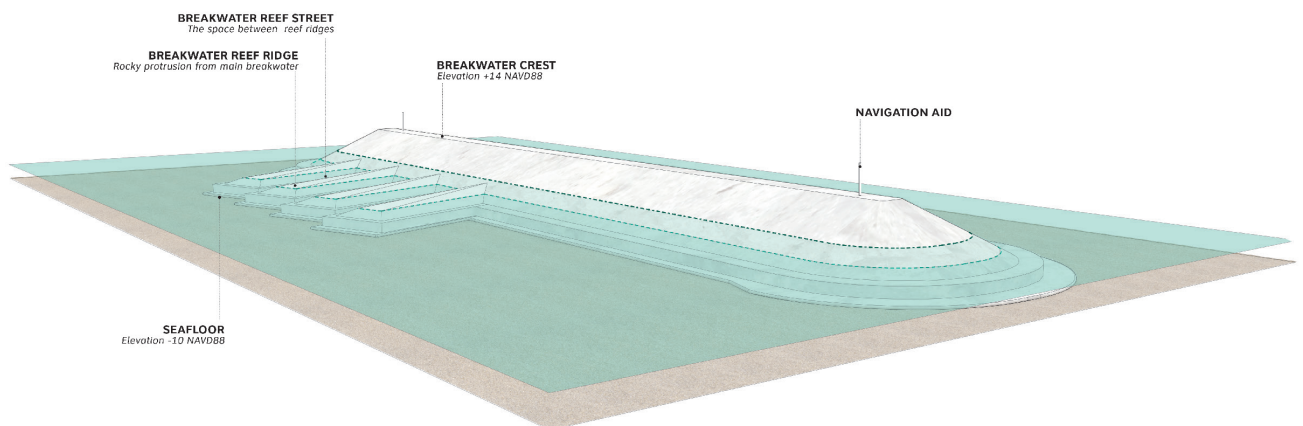 BREAKWATER REEF STREET
The space between reef ridges
BREAKWATER REEF RIDGE
Rocky protrusion from main breakwater
BREAKWATER CREST
Elevation +14 NAVD88
NAVIGATION AID
SEAFLOOR
Elevation -10 NAVD88